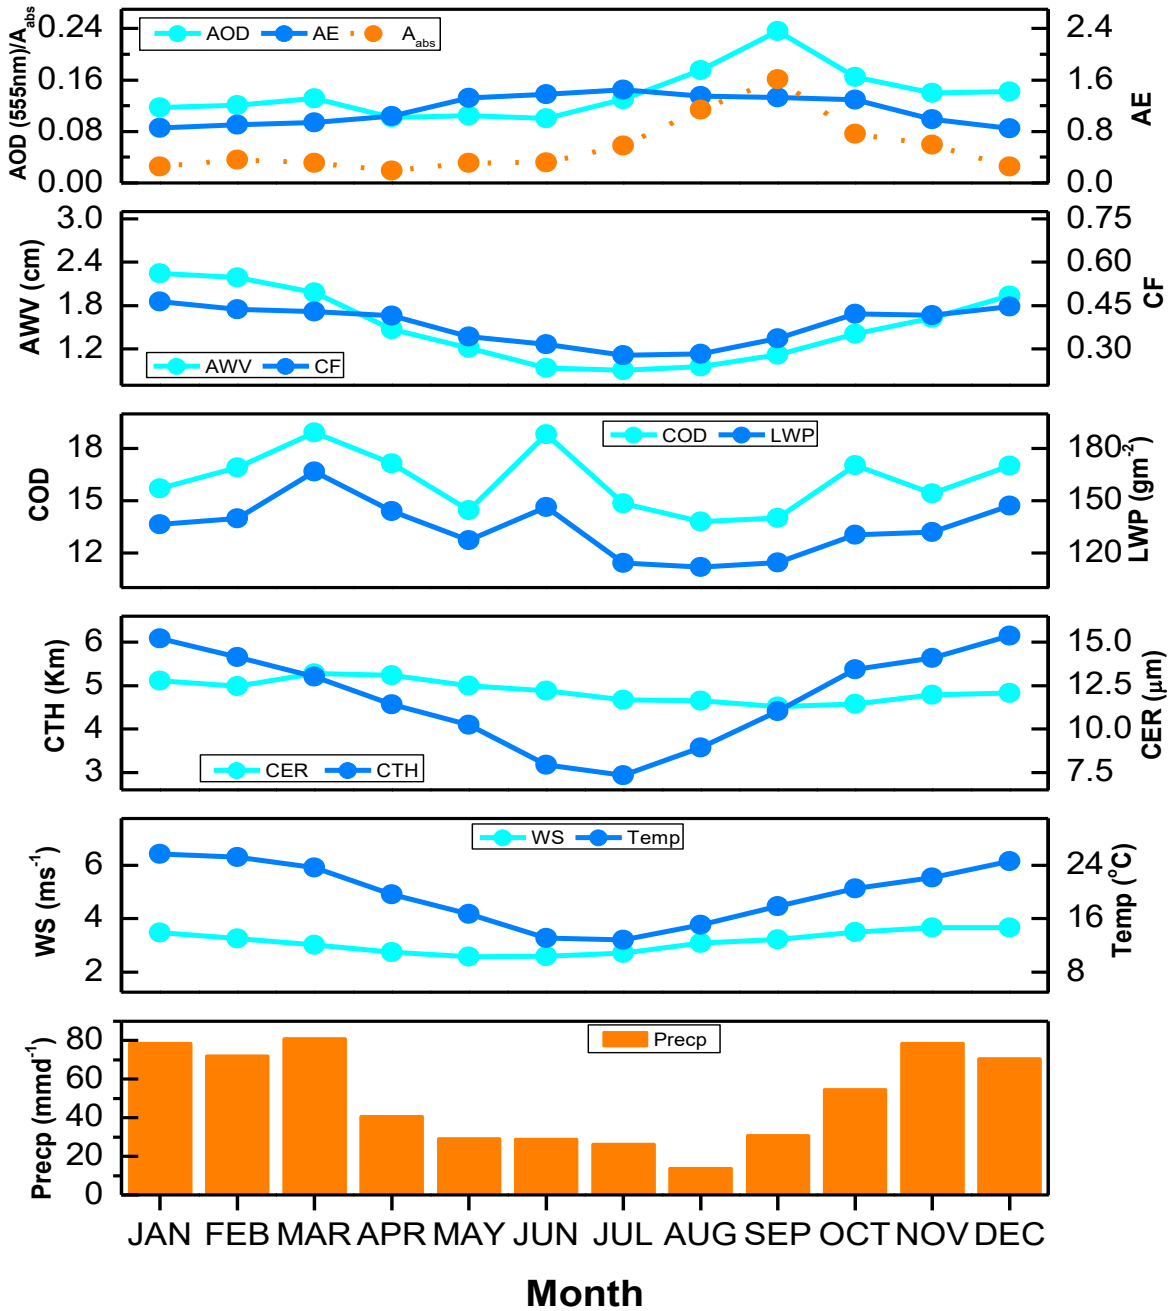 AOD (555nm)/A_abs
0.24
0.16
0.08
0.00
AOD AE A_abs
2.4
1.6
0.8
0.0
AE
AWV (cm)
3.0
2.4
1.8
1.2
AWV CF
0.75
0.60
0.45
0.30
CF
COD
18
15
12
COD LWP
180
150
120
LWP (gm⁻²)
CTH (Km)
6
5
4
3
CER CTH
15.0
12.5
10.0
7.5
CER (μm)
WS (ms⁻¹)
6
4
2
WS Temp
24
16
8
Temp (°C)
Precp (mmd⁻¹)
80
60
40
20
0
Precp
JAN FEB MAR APR MAY JUN JUL AUG SEP OCT NOV DEC
Month